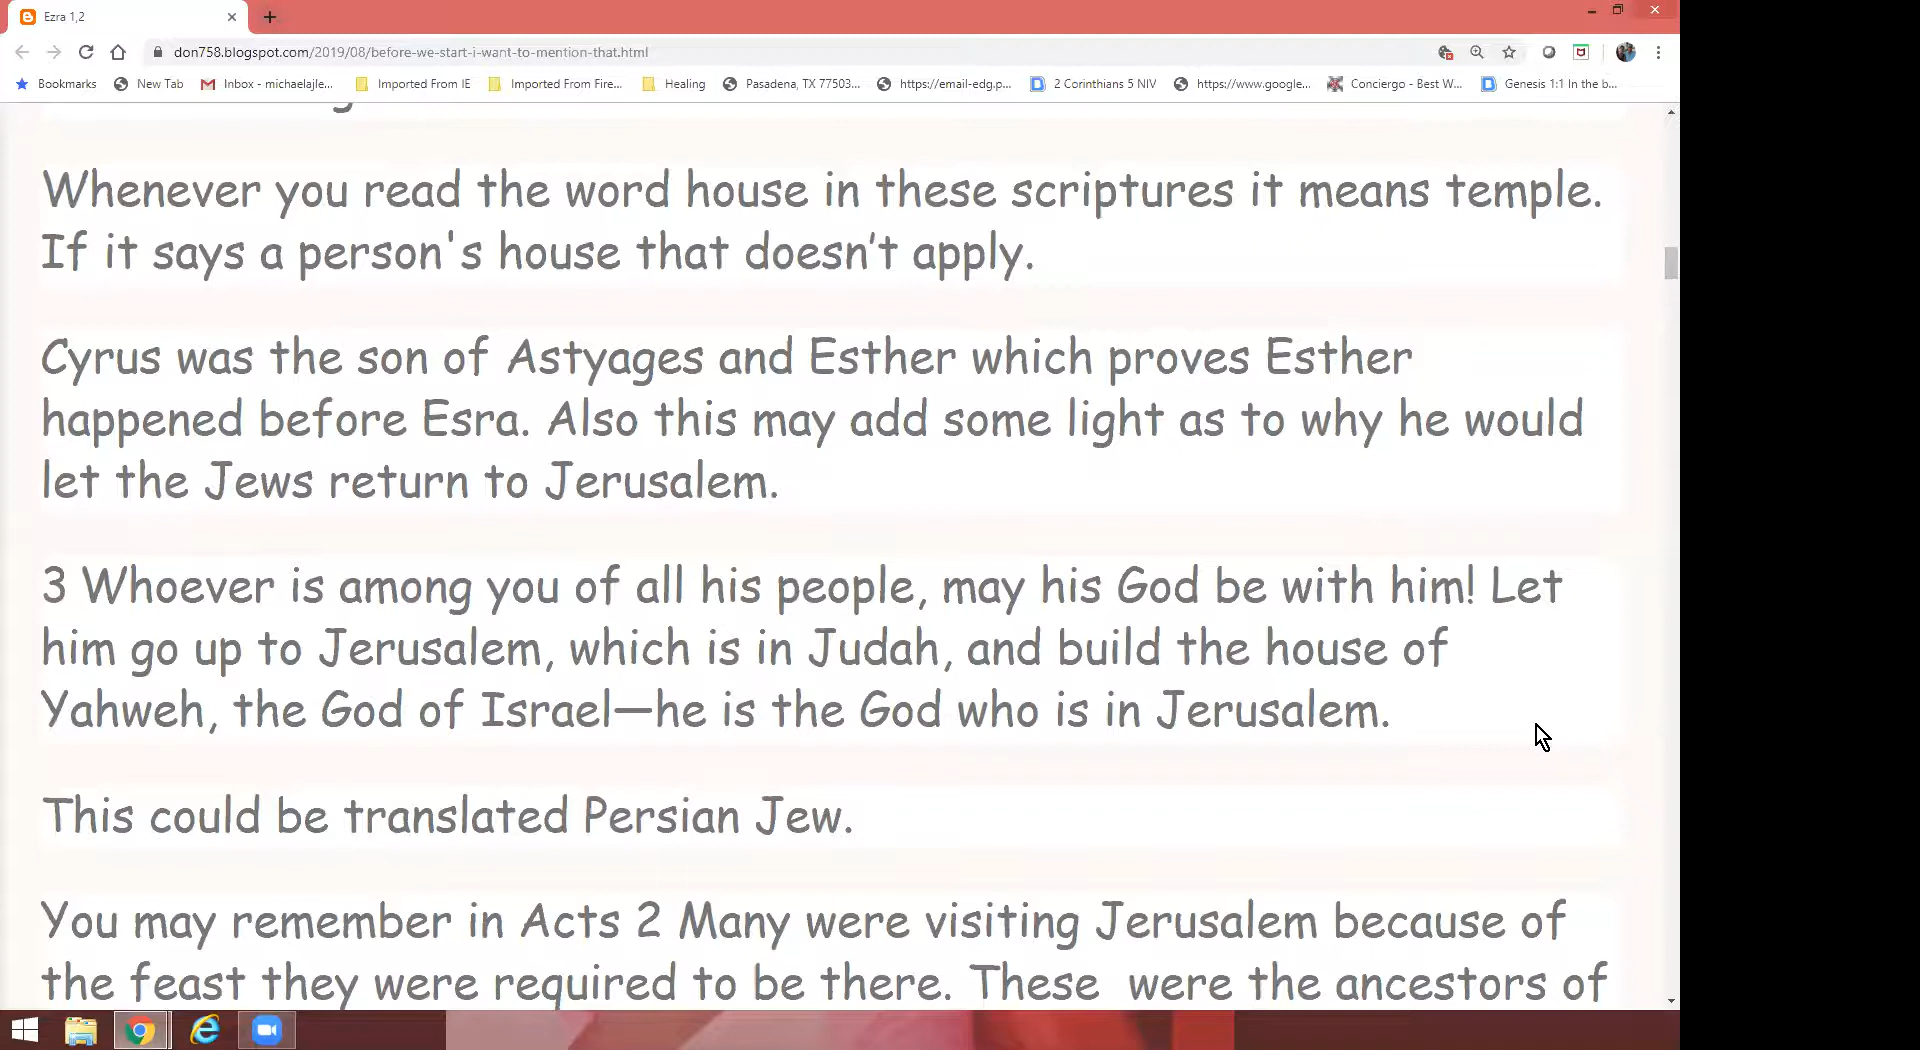 Ezra 1,2
don758.blogspot.com/2019/08/before-we-start-i-want-to-mention-that.html
Bookmarks New Tab Inbox - michaelajle... Imported From IE Imported From Fire... Healing Pasadena, TX 77503... https://email-edg.p... 2 Corinthians 5 NIV https://www.google... Conciergo - Best W... Genesis 1:1 In the b...
Whenever you read the word house in these scriptures it means temple.
If it says a person's house that doesn’t apply.
Cyrus was the son of Astyages and Esther which proves Esther
happened before Esra. Also this may add some light as to why he would
let the Jews return to Jerusalem.
3 Whoever is among you of all his people, may his God be with him! Let
him go up to Jerusalem, which is in Judah, and build the house of
Yahweh, the God of Israel—he is the God who is in Jerusalem.
This could be translated Persian Jew.
You may remember in Acts 2 Many were visiting Jerusalem because of
the feast they were required to be there. These were the ancestors of